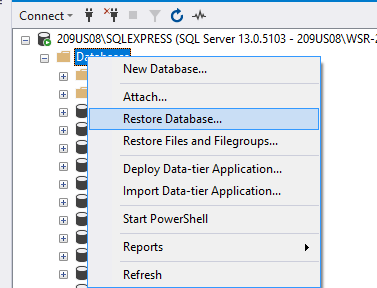 Connect
209US08\SQLEXPRESS (SQL Server 13.0.5103 - 209US08\WSR-
Databases
New Database...
Attach...
Restore Database...
Restore Files and Filegroups...
Deploy Data-tier Application...
Import Data-tier Application...
Start PowerShell
Reports
Refresh